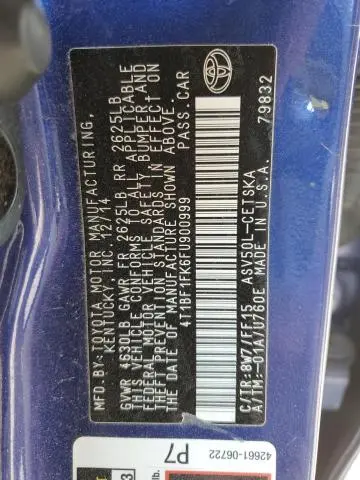 MFD. BY: TOYOTA MOTOR MANUFACTURING,
KENTUCKY, INC. 12/14
GVWR 4630LB GAWR FR 2625LB RR 2625LB
THIS VEHICLE CONFORMS TO ALL APPLICABLE
FEDERAL MOTOR VEHICLE SAFETY, BUMPER AND
THEFT PREVENTION STANDARDS IN EFFECT ON
THE DATE OF MANUFACTURE SHOWN ABOVE.
4T1BF1FK6FU900999 PASS.CAR
C/TR:8W7/FF15 ASV50L-CETSKA
A/TM:-01A/U760E MADE IN U.S.A.
79832
42661-06722
P7